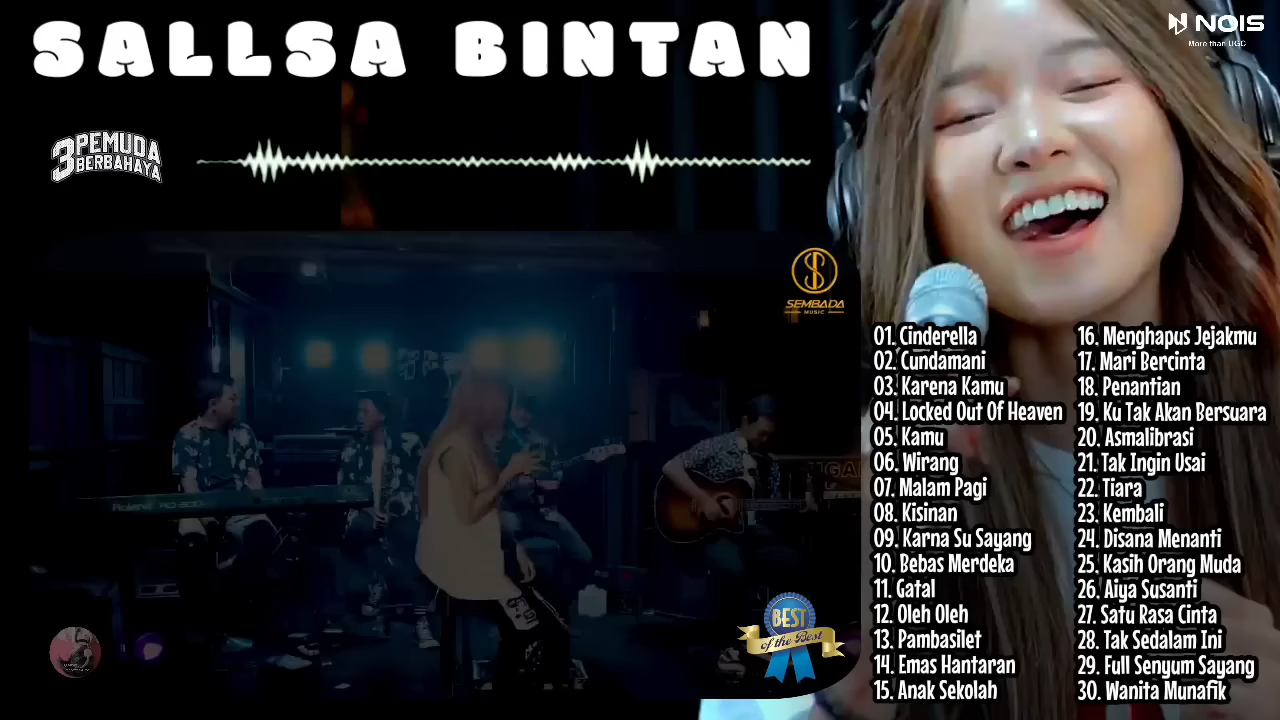 SALLSA BINTAN
NOIS
More than UGC
3 PEMUDA
BERBAHAYA
SEMBADA
MUSIC
01. Cinderella
02. Cundamani
03. Karena Kamu
04. Locked Out Of Heaven
05. Kamu
06. Wirang
07. Malam Pagi
08. Kisinan
09. Karna Su Sayang
10. Bebas Merdeka
11. Gatal
12. Oleh Oleh
13. Pambasilet
14. Emas Hantaran
15. Anak Sekolah
16. Menghapus Jejakmu
17. Mari Bercinta
18. Penantian
19. Ku Tak Akan Bersuara
20. Asmalibrasi
21. Tak Ingin Usai
22. Tiara
23. Kembali
24. Disana Menanti
25. Kasih Orang Muda
26. Aiya Susanti
27. Satu Rasa Cinta
28. Tak Sedalam Ini
29. Full Senyum Sayang
30. Wanita Munafik
Roland RD-300
BEST
of the Best